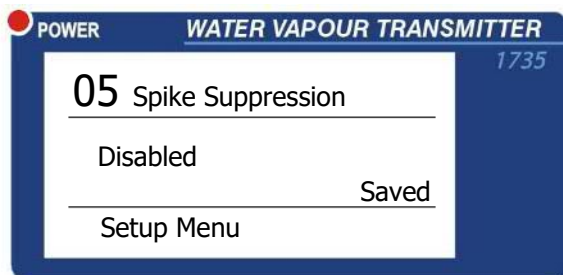 POWER WATER VAPOUR TRANSMITTER
1735
05 Spike Suppression
Disabled
Saved
Setup Menu